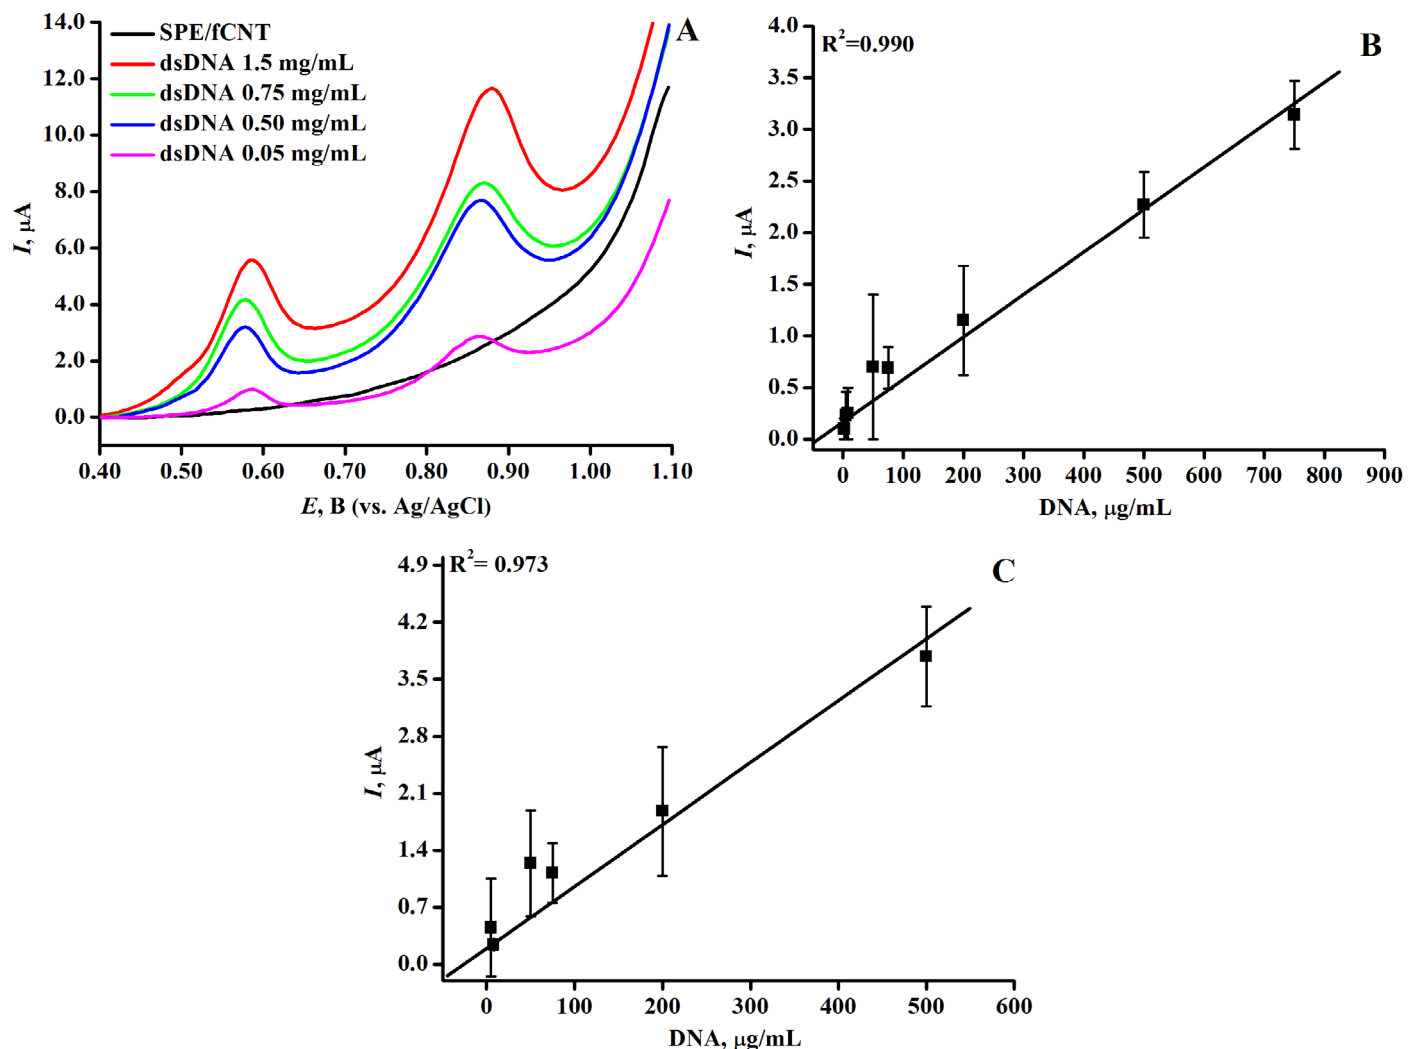 A
SPE/fCNT
dsDNA 1.5 mg/mL
dsDNA 0.75 mg/mL
dsDNA 0.50 mg/mL
dsDNA 0.05 mg/mL
14.0
12.0
10.0
8.0
6.0
4.0
2.0
0.0
I, μA
0.40 0.50 0.60 0.70 0.80 0.90 1.00 1.10
E, B (vs. Ag/AgCl)
B
R²=0.990
4.0
3.5
3.0
2.5
2.0
1.5
1.0
0.5
0.0
I, μA
0 100 200 300 400 500 600 700 800 900
DNA, μg/mL
C
R²= 0.973
4.9
4.2
3.5
2.8
2.1
1.4
0.7
0.0
I, μA
0 100 200 300 400 500 600
DNA, μg/mL